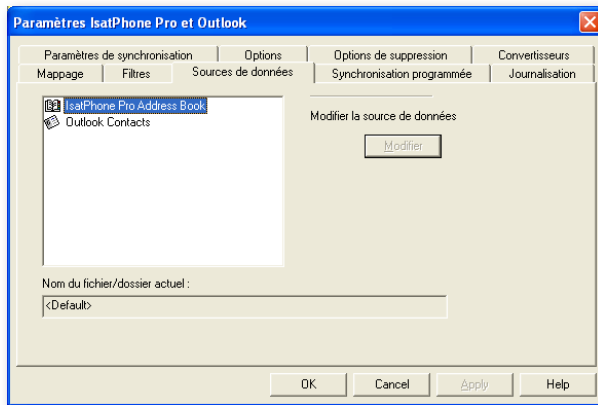 Paramètres IsatPhone Pro et Outlook
Paramètres de synchronisation Options Options de suppression Convertisseurs
Mappage Filtres Sources de données Synchronisation programmée Journalisation
IsatPhone Pro Address Book
Outlook Contacts
Modifier la source de données
Modifier
Nom du fichier/dossier actuel :
<Default>
OK Cancel Apply Help